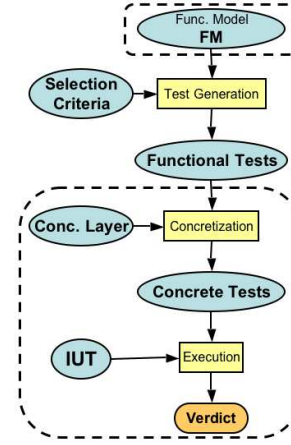 Func. Model
FM
Selection
Criteria
Test Generation
Functional Tests
Conc. Layer
Concretization
Concrete Tests
IUT
Execution
Verdict